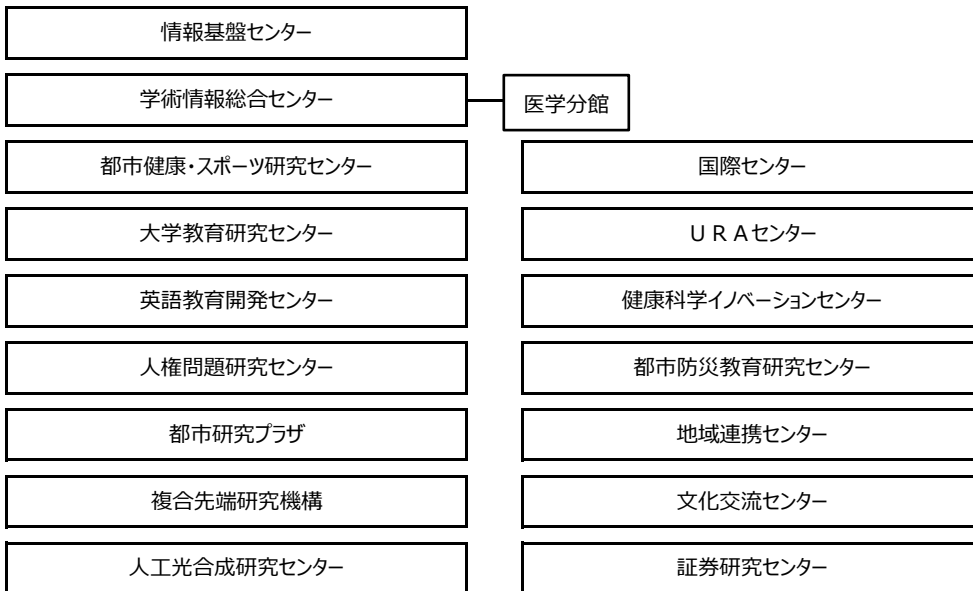 情報基盤センター
学術情報総合センター
医学分館
都市健康・スポーツ研究センター
国際センター
大学教育研究センター
ＵＲＡセンター
英語教育開発センター
健康科学イノベーションセンター
人権問題研究センター
都市防災教育研究センター
都市研究プラザ
地域連携センター
複合先端研究機構
文化交流センター
人工光合成研究センター
証券研究センター